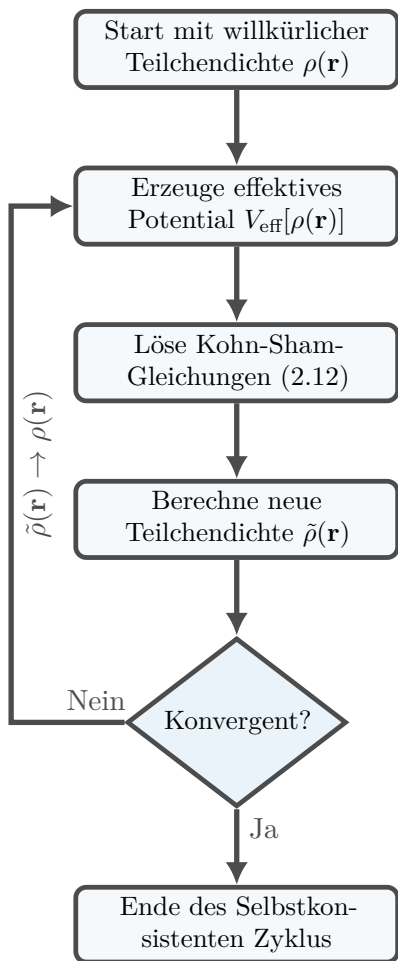 Start mit willkürlicher
Teilchendichte ρ(𝐫)
Erzeuge effektives
Potential V_eff[ρ(𝐫)]
Löse Kohn-Sham-
Gleichungen (2.12)
ρ̃(𝐫) → ρ(𝐫)
Berechne neue
Teilchendichte ρ̃(𝐫)
Nein
Konvergent?
Ja
Ende des Selbstkon-
sistenten Zyklus